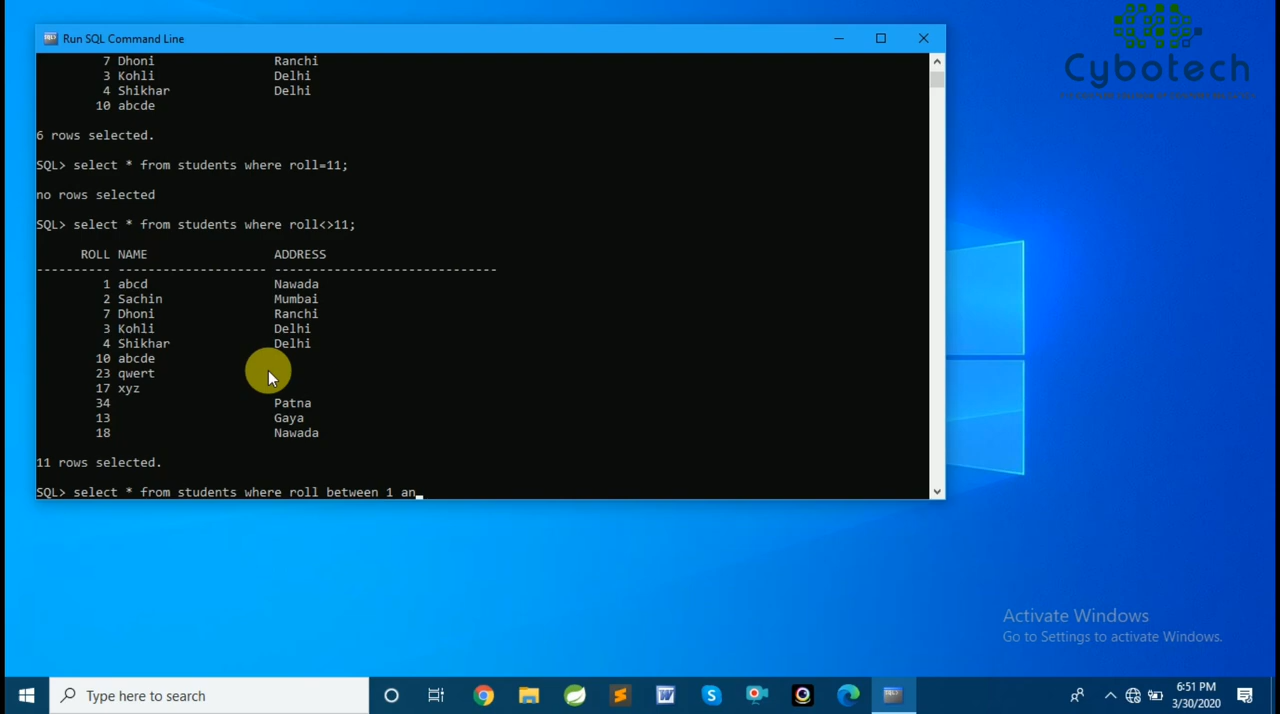 Run SQL Command Line
7 Dhoni Ranchi
3 Kohli Delhi
4 Shikhar Delhi
10 abcde
6 rows selected.
SQL> select * from students where roll=11;
no rows selected
SQL> select * from students where roll<>11;
ROLL NAME ADDRESS
---------- -------------------- ------------------------------
1 abcd Nawada
2 Sachin Mumbai
7 Dhoni Ranchi
3 Kohli Delhi
4 Shikhar Delhi
10 abcde
23 qwert
17 xyz
34 Patna
13 Gaya
18 Nawada
11 rows selected.
SQL> select * from students where roll between 1 an_
Cybotech
Activate Windows
Go to Settings to activate Windows.
Type here to search
6:51 PM
3/30/2020